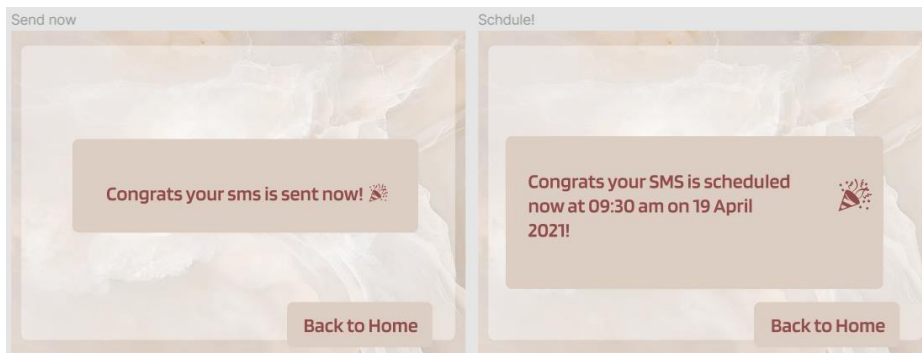 Send now
Congrats your sms is sent now!
Back to Home
Schdule!
Congrats your SMS is scheduled
now at 09:30 am on 19 April
2021!
Back to Home